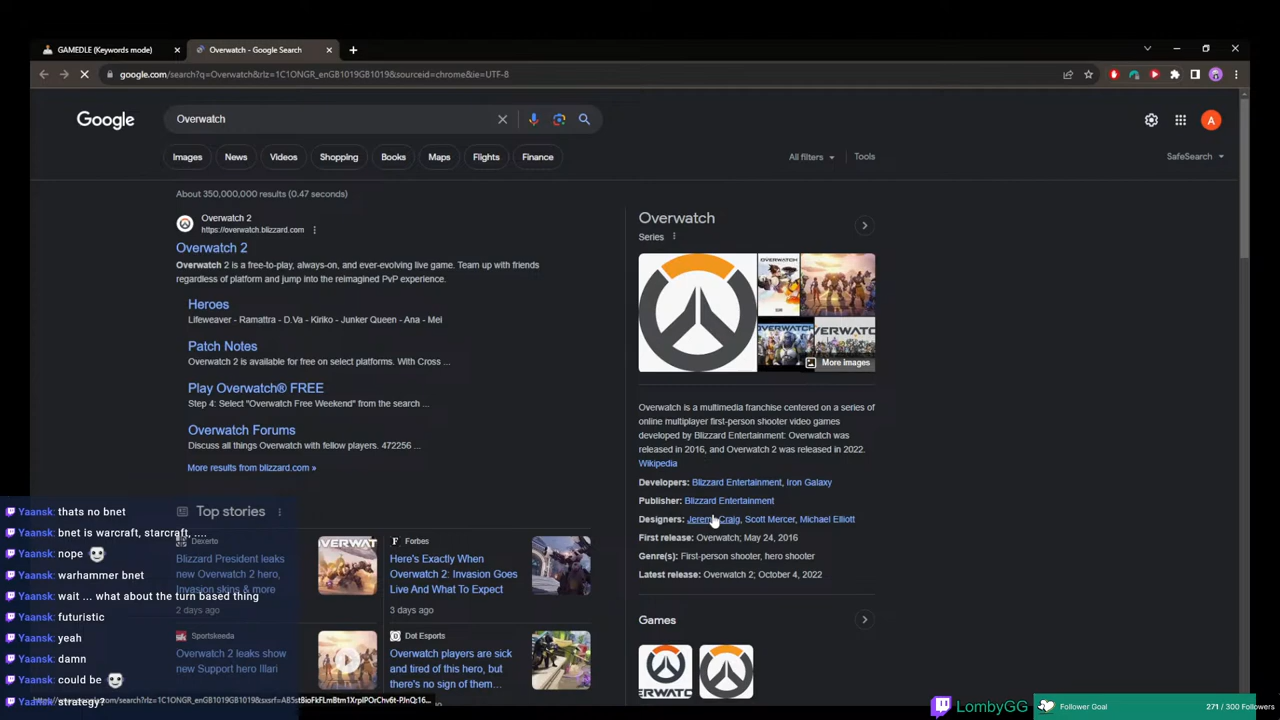 GAMEDLE (Keywords mode)
Overwatch - Google Search
google.com/search?q=Overwatch&rlz=1C1ONGR_enGB1019GB1019&sourceid=chrome&ie=UTF-8
Google
Overwatch
A
Images
News
Videos
Shopping
Books
Maps
Flights
Finance
All filters
Tools
SafeSearch
About 350,000,000 results (0.47 seconds)
Overwatch 2
https://overwatch.blizzard.com
Overwatch 2
Overwatch 2 is a free-to-play, always-on, and ever-evolving live game. Team up with friends
regardless of platform and jump into the reimagined PvP experience.
Heroes
Lifeweaver - Ramattra - D.Va - Kiriko - Junker Queen - Ana - Mei
Patch Notes
Overwatch 2 is available for free on select platforms. With Cross ...
Play Overwatch® FREE
Step 4: Select "Overwatch Free Weekend" from the search ...
Overwatch Forums
Discuss all things Overwatch with fellow players. 472256 ...
More results from blizzard.com »
Top stories
Dexerto
Blizzard President leaks
new Overwatch 2 hero,
Invasion skins & more
2 days ago
Forbes
Here's Exactly When
Overwatch 2: Invasion Goes
Live And What To Expect
3 days ago
Sportskeeda
Overwatch 2 leaks show
new Support hero Illari
Dot Esports
Overwatch players are sick
and tired of this hero, but
there's no sign of them...
Overwatch
Series
OVERWATCH
More images
Overwatch is a multimedia franchise centered on a series of
online multiplayer first-person shooter video games
developed by Blizzard Entertainment: Overwatch was
released in 2016, and Overwatch 2 was released in 2022.
Wikipedia
Developers: Blizzard Entertainment, Iron Galaxy
Publisher: Blizzard Entertainment
Designers: Jeremy Craig, Scott Mercer, Michael Elliott
First release: Overwatch; May 24, 2016
Genre(s): First-person shooter, hero shooter
Latest release: Overwatch 2; October 4, 2022
Games
Yaansk: thats no bnet
Yaansk: bnet is warcraft, starcraft, ....
Yaansk: nope
Yaansk: warhammer bnet
Yaansk: wait ... what about the turn based thing
Yaansk: futuristic
Yaansk: yeah
Yaansk: damn
Yaansk: could be
Yaansk: strategy?
LombyGG
Follower Goal
271 / 300 Followers